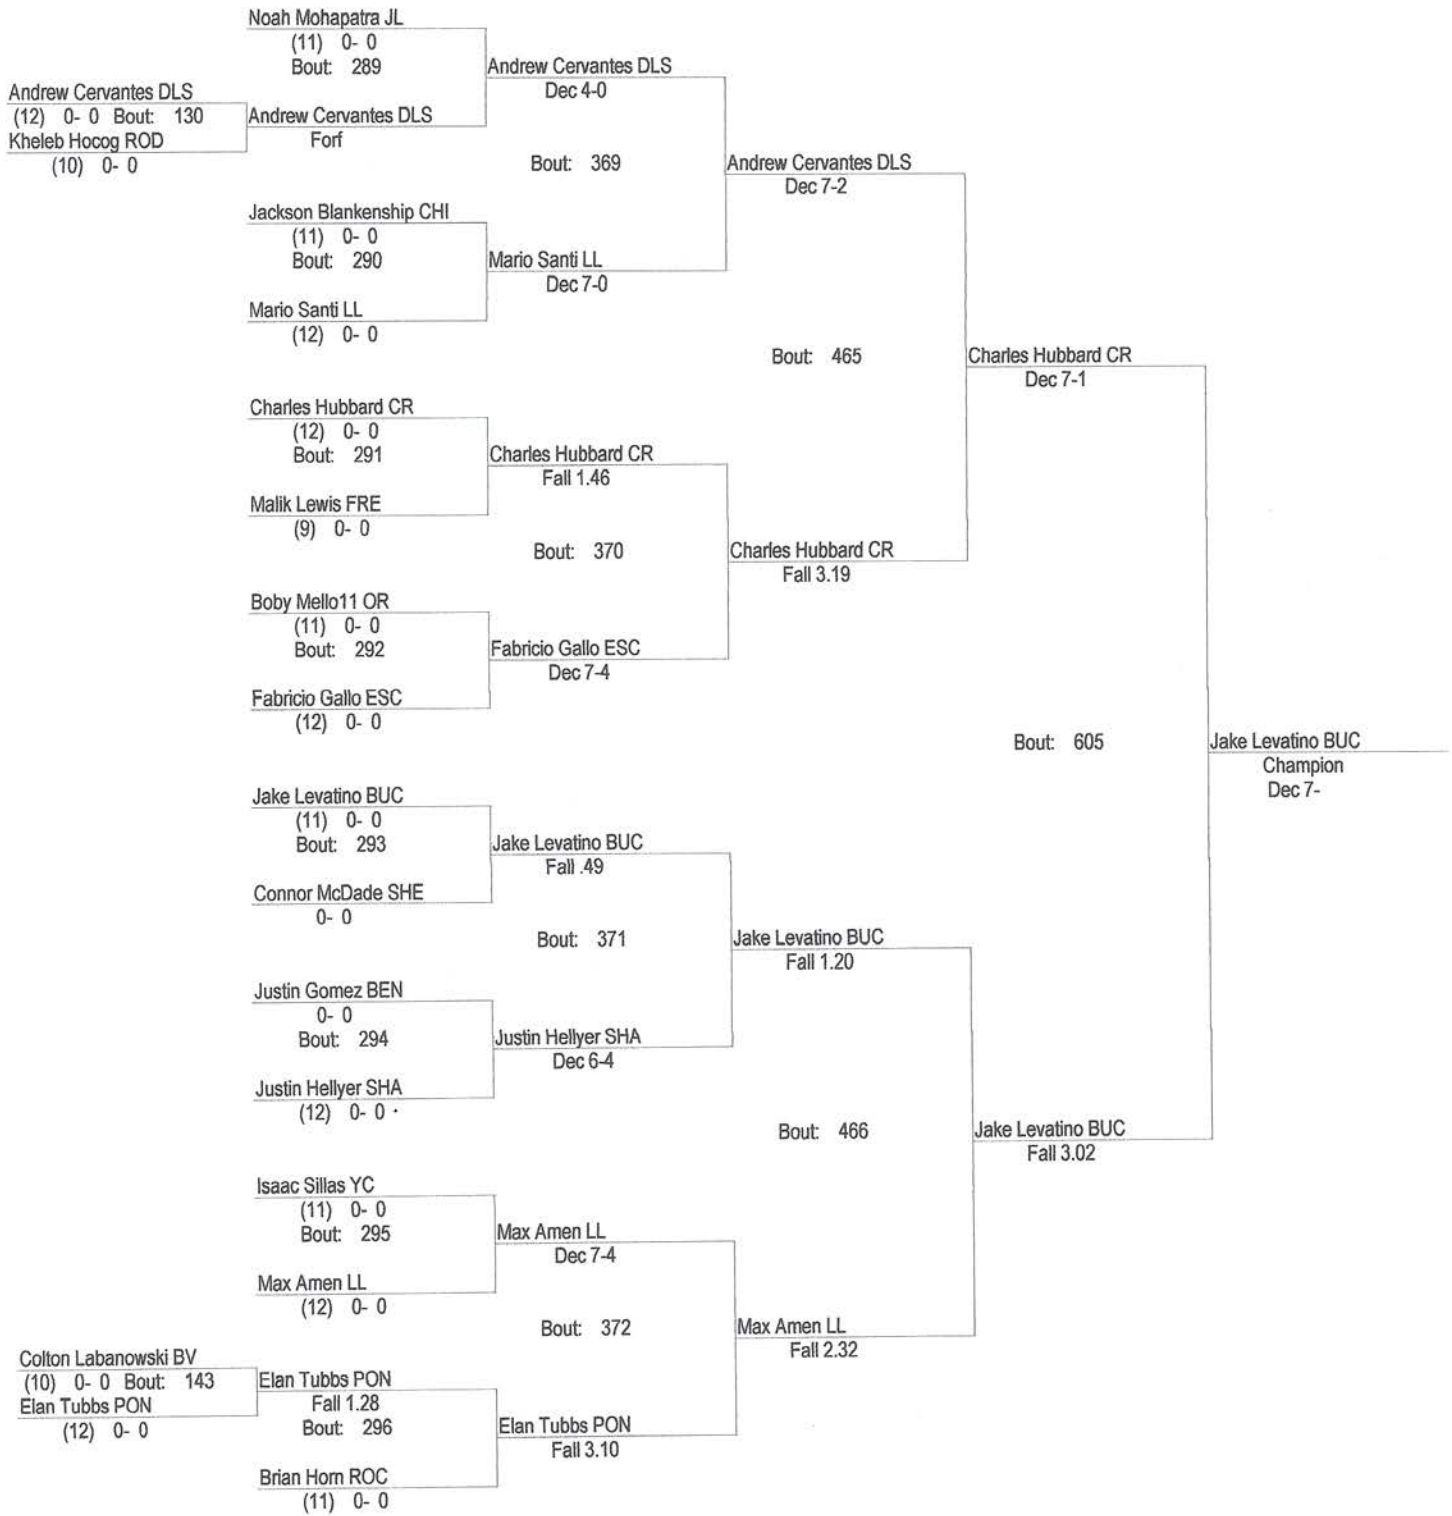 Noah Mohapatra JL
(11) 0- 0
Bout: 289
Andrew Cervantes DLS
Dec 4-0
Andrew Cervantes DLS
(12) 0- 0 Bout: 130
Kheleb Hocog ROD
(10) 0- 0
Andrew Cervantes DLS
Forf
Bout: 369
Andrew Cervantes DLS
Dec 7-2
Jackson Blankenship CHI
(11) 0- 0
Bout: 290
Mario Santi LL
Dec 7-0
Mario Santi LL
(12) 0- 0
Bout: 465
Charles Hubbard CR
Dec 7-1
Charles Hubbard CR
(12) 0- 0
Bout: 291
Charles Hubbard CR
Fall 1.46
Malik Lewis FRE
(9) 0- 0
Bout: 370
Charles Hubbard CR
Fall 3.19
Boby Mello11 OR
(11) 0- 0
Bout: 292
Fabricio Gallo ESC
Dec 7-4
Fabricio Gallo ESC
(12) 0- 0
Bout: 605
Jake Levatino BUC
Champion
Dec 7-
Jake Levatino BUC
(11) 0- 0
Bout: 293
Jake Levatino BUC
Fall .49
Connor McDade SHE
0- 0
Bout: 371
Jake Levatino BUC
Fall 1.20
Justin Gomez BEN
0- 0
Bout: 294
Justin Hellyer SHA
Dec 6-4
Justin Hellyer SHA
(12) 0- 0
Bout: 466
Jake Levatino BUC
Fall 3.02
Isaac Sillas YC
(11) 0- 0
Bout: 295
Max Amen LL
Dec 7-4
Max Amen LL
(12) 0- 0
Bout: 372
Max Amen LL
Fall 2.32
Colton Labanowski BV
(10) 0- 0 Bout: 143
Elan Tubbs PON
(12) 0- 0
Elan Tubbs PON
Fall 1.28
Bout: 296
Elan Tubbs PON
Fall 3.10
Brian Horn ROC
(11) 0- 0